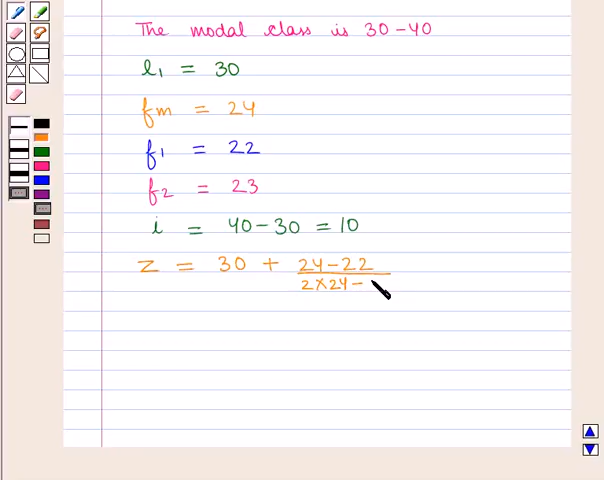 The modal class is 30-40
l1 = 30
fm = 24
f1 = 22
f2 = 23
i = 40-30 = 10
z = 30 + 24-22
2×24-